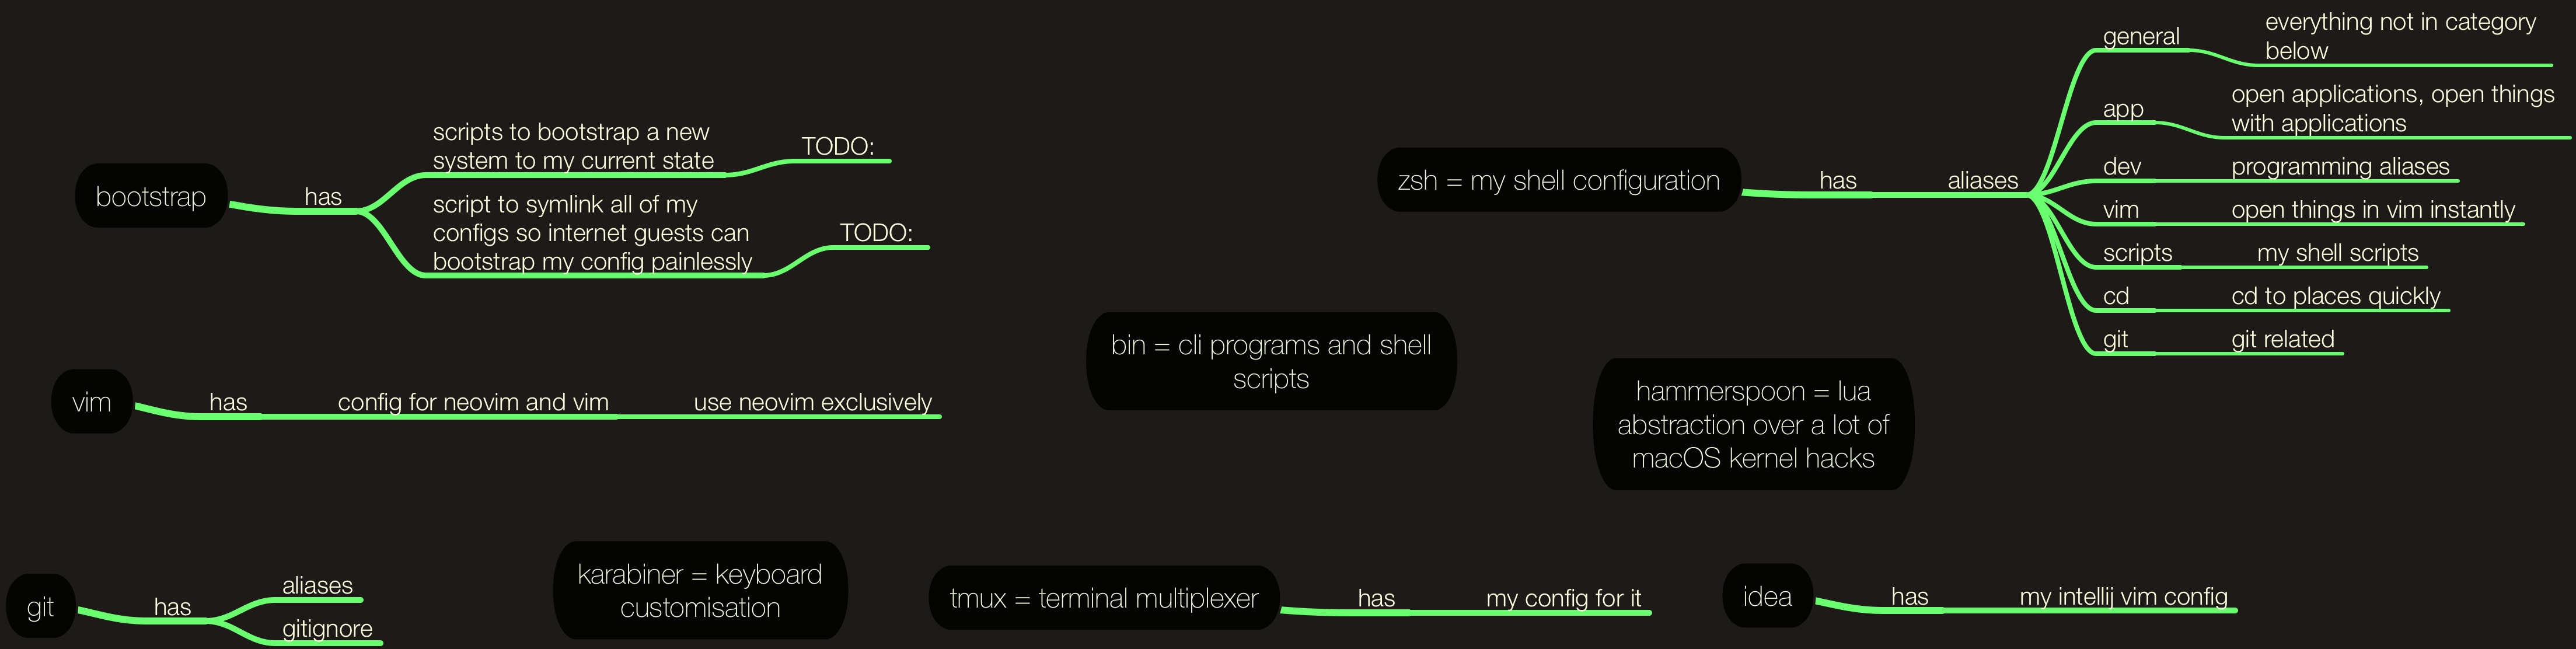 bootstrap
has
scripts to bootstrap a new
system to my current state
TODO:
script to symlink all of my
configs so internet guests can
bootstrap my config painlessly
TODO:
zsh = my shell configuration
has
aliases
general
everything not in category
below
app
open applications, open things
with applications
dev
programming aliases
vim
open things in vim instantly
scripts
my shell scripts
cd
cd to places quickly
git
git related
bin = cli programs and shell
scripts
hammerspoon = lua
abstraction over a lot of
macOS kernel hacks
vim
has
config for neovim and vim
use neovim exclusively
git
has
aliases
gitignore
karabiner = keyboard
customisation
tmux = terminal multiplexer
has
my config for it
idea
has
my intellij vim config